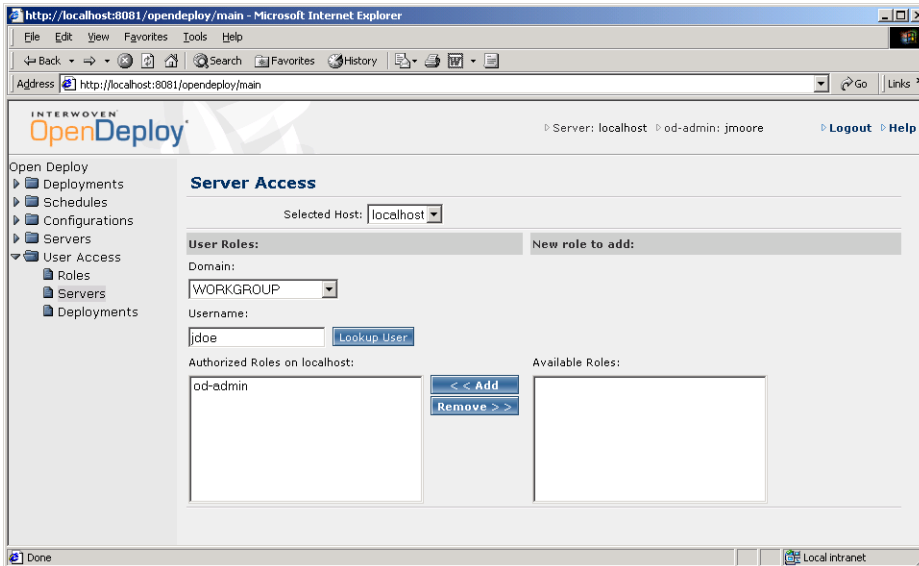 http://localhost:8081/opendeploy/main - Microsoft Internet Explorer
File Edit View Favorites Tools Help
Back Search Favorites History
Address http://localhost:8081/opendeploy/main Go Links
INTERWOVEN
OpenDeploy
Server: localhost od-admin: jmoore Logout Help
Open Deploy
Deployments
Schedules
Configurations
Servers
User Access
Roles
Servers
Deployments
Server Access
Selected Host: localhost
User Roles: New role to add:
Domain:
WORKGROUP
Username:
jdoe Lookup User
Authorized Roles on localhost: Available Roles:
od-admin << Add
Remove >>
Done Local intranet